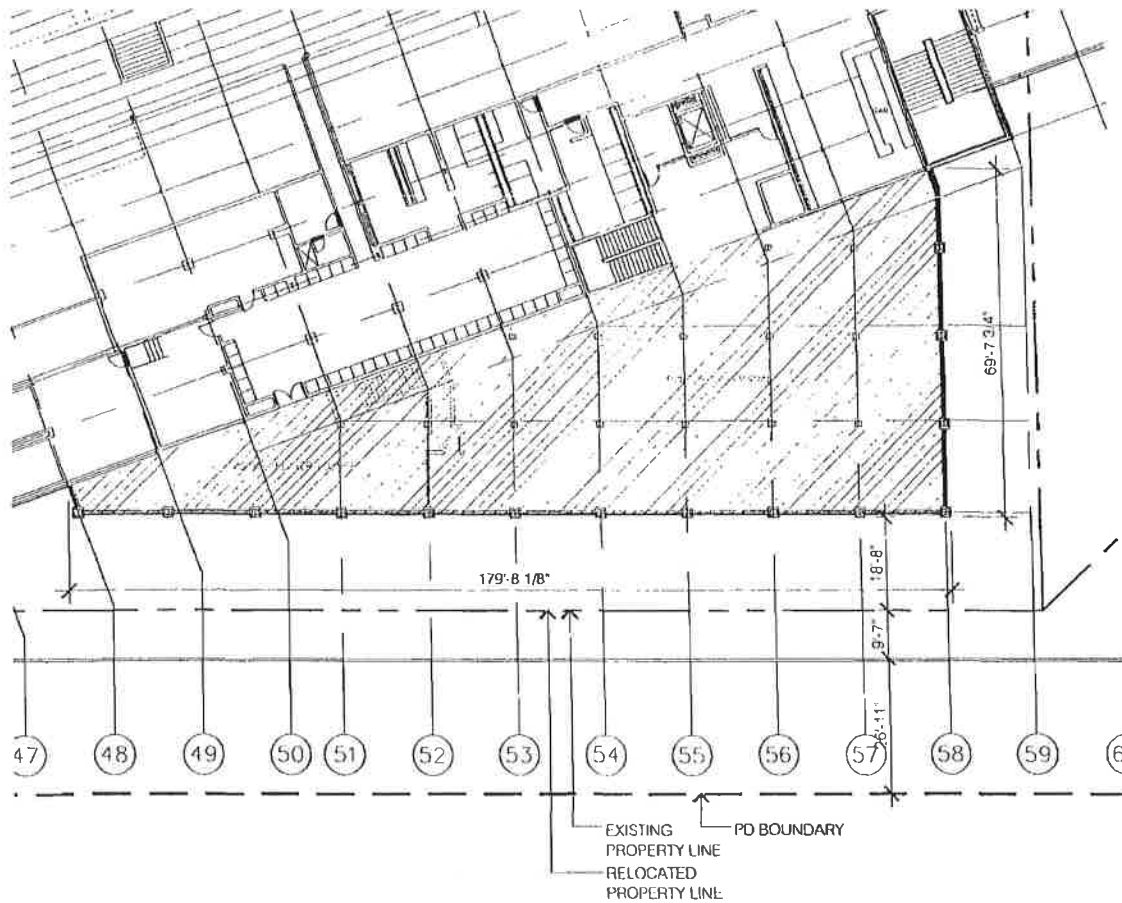 69'-7 3/4"
179'-8 1/8"
18'-8"
9'-7"
26'-11"
47 48 49 50 51 52 53 54 55 56 57 58 59 6
EXISTING
PROPERTY LINE
PD BOUNDARY
RELOCATED
PROPERTY LINE